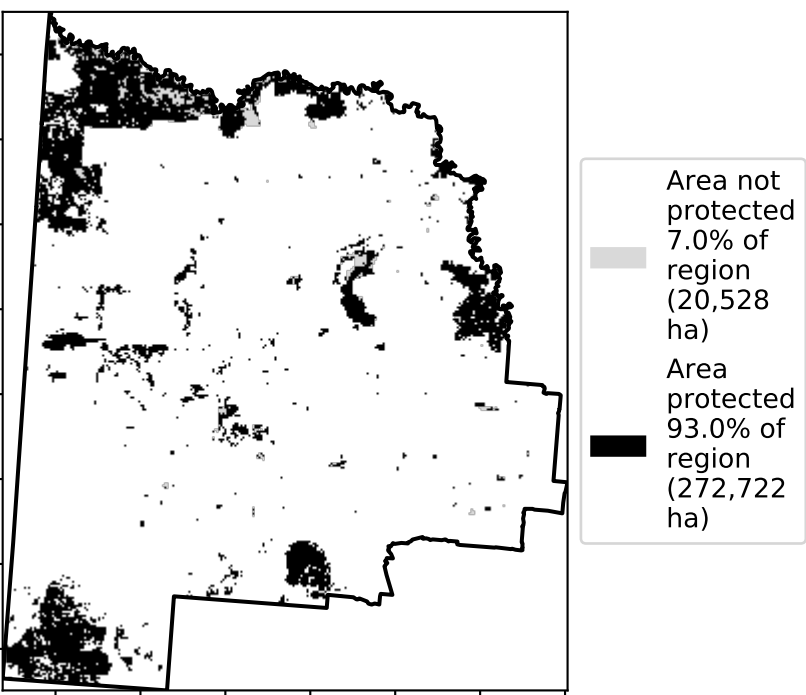 Area not
protected
7.0% of
region
(20,528
ha)
Area
protected
93.0% of
region
(272,722
ha)